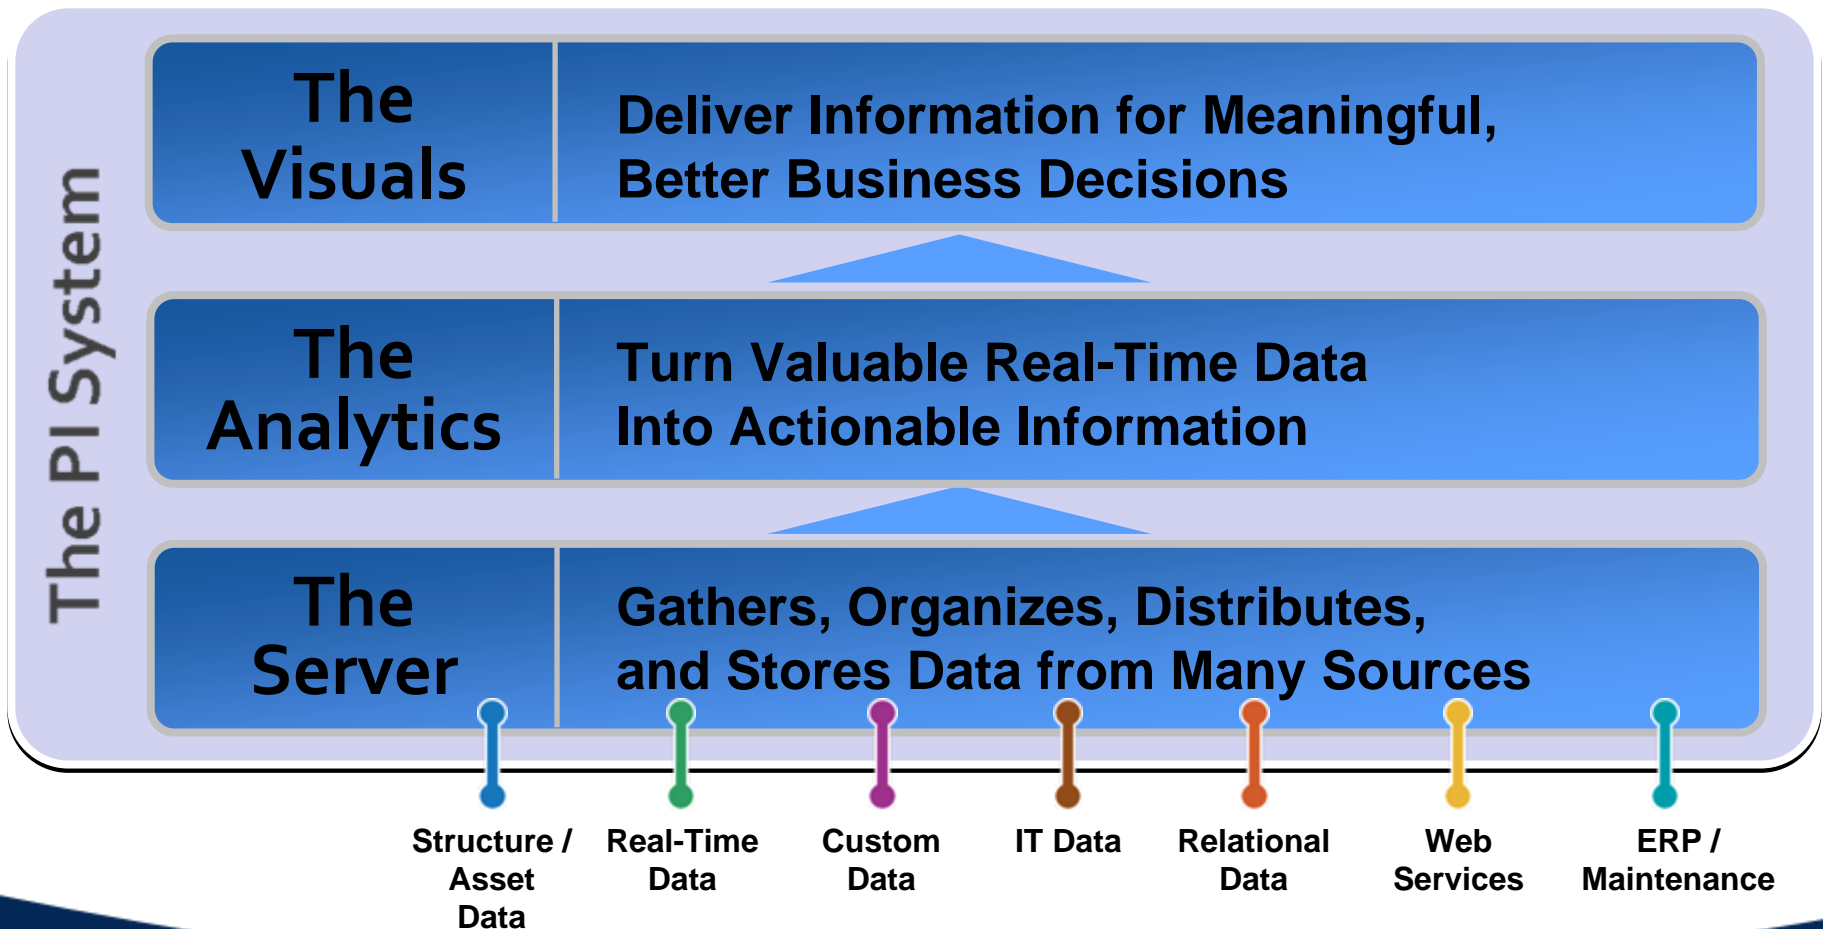 The PI System
The
Visuals
Deliver Information for Meaningful,
Better Business Decisions
The
Analytics
Turn Valuable Real-Time Data
Into Actionable Information
The
Server
Gathers, Organizes, Distributes,
and Stores Data from Many Sources
Structure /
Asset
Data
Real-Time
Data
Custom
Data
IT Data
Relational
Data
Web
Services
ERP /
Maintenance